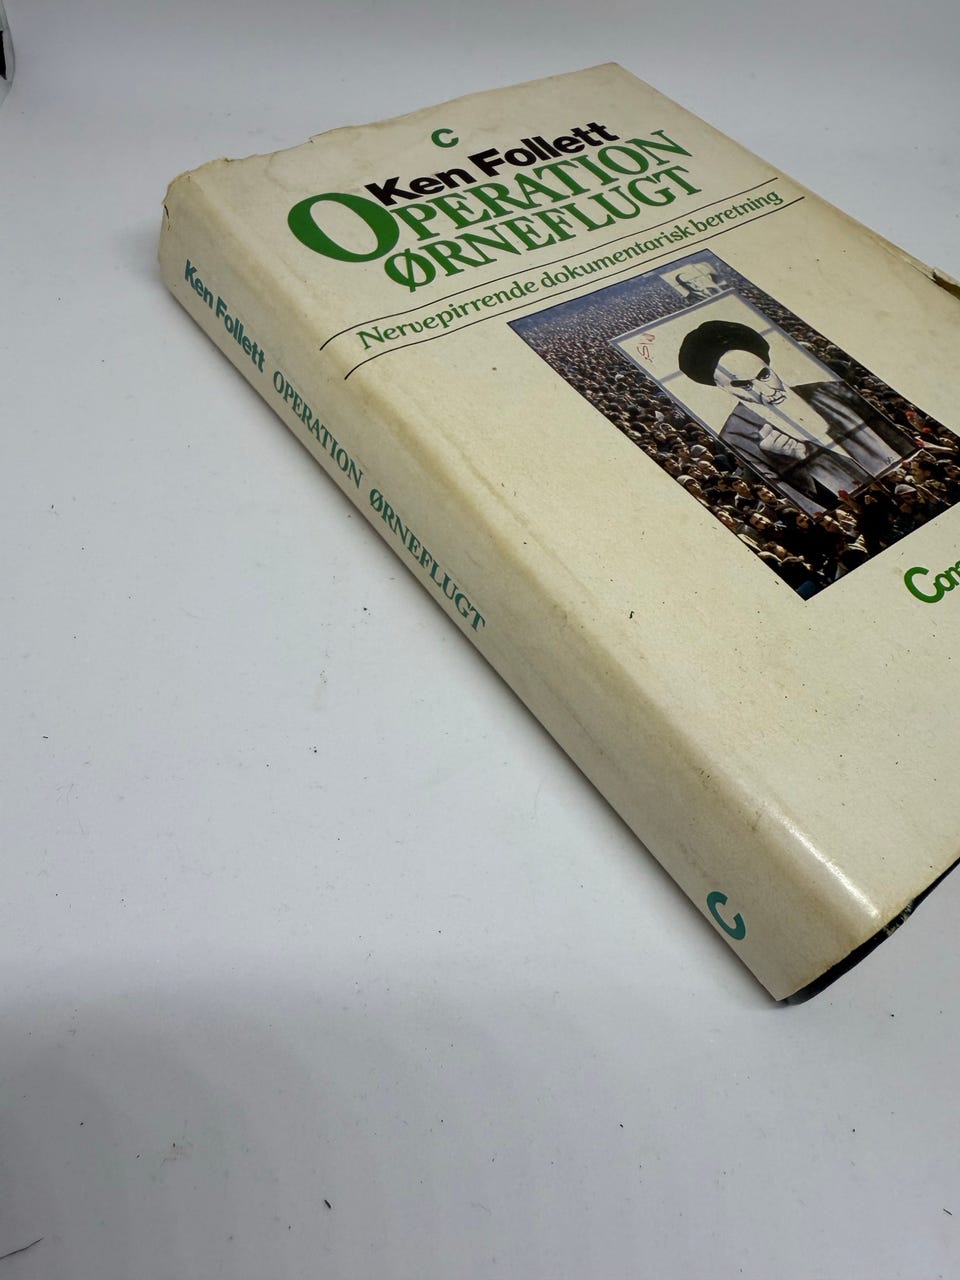 C
Ken Follett
OPERATION
ØRNEFLUGT
Nervepirrende dokumentarisk beretning
Ken Follett OPERATION ØRNEFLUGT
C